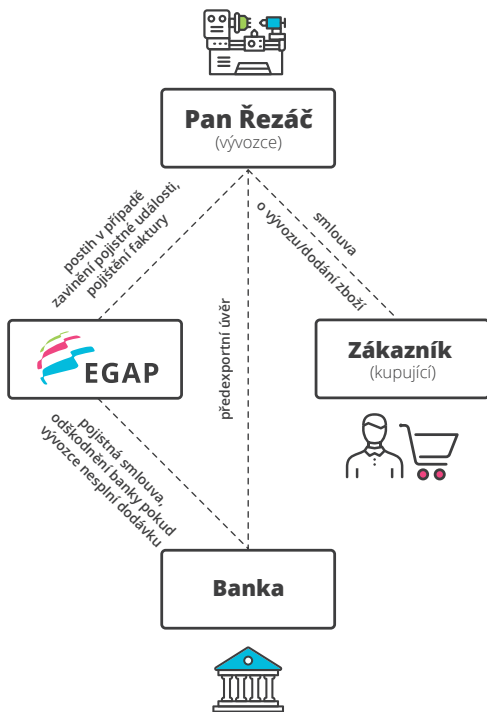 Pan Řezáč
(vývozce)
postih v případě
zavinění pojistné události,
pojištění faktury
smlouva
o vývozu/dodání zboží
předexportní úvěr
EGAP
Zákazník
(kupující)
pojistná smlouva,
odškodnění banky pokud
vývozce nesplní dodávku
Banka